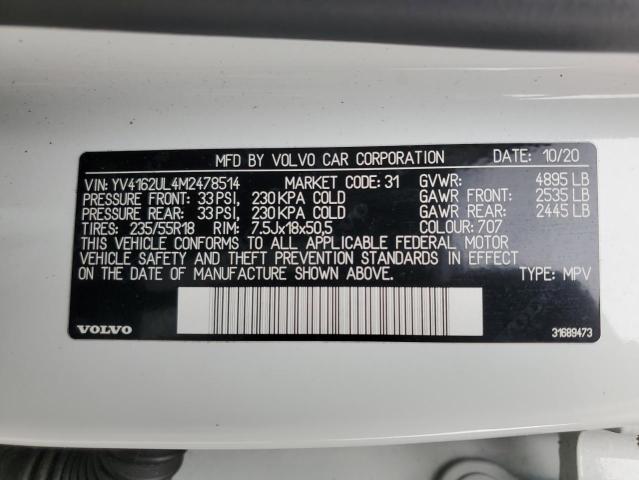 MFD BY VOLVO CAR CORPORATION DATE: 10/20
VIN: YV4162UL4M2478514 MARKET CODE: 31 GVWR: 4895 LB
PRESSURE FRONT: 33 PSI, 230 KPA COLD GAWR FRONT: 2535 LB
PRESSURE REAR: 33 PSI, 230 KPA COLD GAWR REAR: 2445 LB
TIRES: 235/55R18 RIM: 7.5Jx18x50,5 COLOUR: 707
THIS VEHICLE CONFORMS TO ALL APPLICABLE FEDERAL MOTOR
VEHICLE SAFETY AND THEFT PREVENTION STANDARDS IN EFFECT
ON DATE OF MANUFACTURE SHOWN ABOVE. TYPE: MPV
VOLVO 31689473